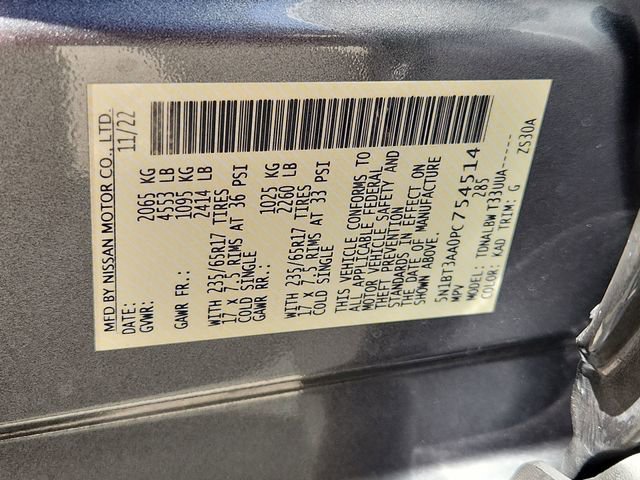 MFD BY NISSAN MOTOR CO., LTD.
DATE: 11/22
GVWR: 2065 KG
4553 LB
GAWR FR.: 1095 KG
2414 LB
WITH 235/65R17 TIRES
17 X 7.5 RIMS AT 36 PSI
COLD SINGLE
GAWR RR.: 1025 KG
2260 LB
WITH 235/65R17 TIRES
17 X 7.5 RIMS AT 33 PSI
COLD SINGLE
THIS VEHICLE CONFORMS TO
ALL APPLICABLE FEDERAL
MOTOR VEHICLE SAFETY AND
THEFT PREVENTION
STANDARDS IN EFFECT ON
THE DATE OF MANUFACTURE
SHOWN ABOVE.
5N1BT3AA0PC754514
MPV 285
MODEL: TDNALBW T33UUA-----
COLOR: KAD TRIM: G ZS30A